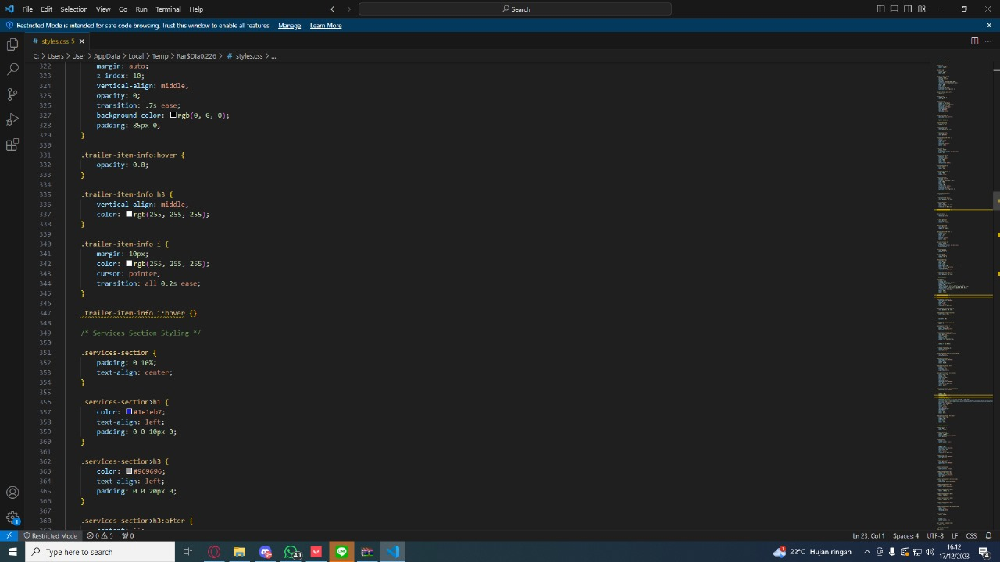 File Edit Selection View Go Run Terminal Help
Search
Restricted Mode is intended for safe code browsing. Trust this window to enable all features. Manage Learn More
# styles.css 5
C: > Users > User > AppData > Local > Temp > Rar$DIa0.226 > # styles.css > ...
322 margin: auto;
323 z-index: 10;
324 vertical-align: middle;
325 opacity: 0;
326 transition: .7s ease;
327 background-color: rgb(0, 0, 0);
328 padding: 85px 0;
329 }
330
331 .trailer-item-info:hover {
332 opacity: 0.8;
333 }
334
335 .trailer-item-info h3 {
336 vertical-align: middle;
337 color: rgb(255, 255, 255);
338 }
339
340 .trailer-item-info i {
341 margin: 10px;
342 color: rgb(255, 255, 255);
343 cursor: pointer;
344 transition: all 0.2s ease;
345 }
346
347 .trailer-item-info i:hover {}
348
349 /* Services Section Styling */
350
351 .services-section {
352 padding: 0 10%;
353 text-align: center;
354 }
355
356 .services-section>h1 {
357 color: #1e1eb7;
358 text-align: left;
359 padding: 0 0 10px 0;
360 }
361
362 .services-section>h3 {
363 color: #969696;
364 text-align: left;
365 padding: 0 0 20px 0;
366 }
367
368 .services-section>h3:after {
Restricted Mode 0 5 0 Ln 23, Col 1 Spaces: 4 UTF-8 LF CSS
Type here to search 40 22°C Hujan ringan 16:12
17/12/2023